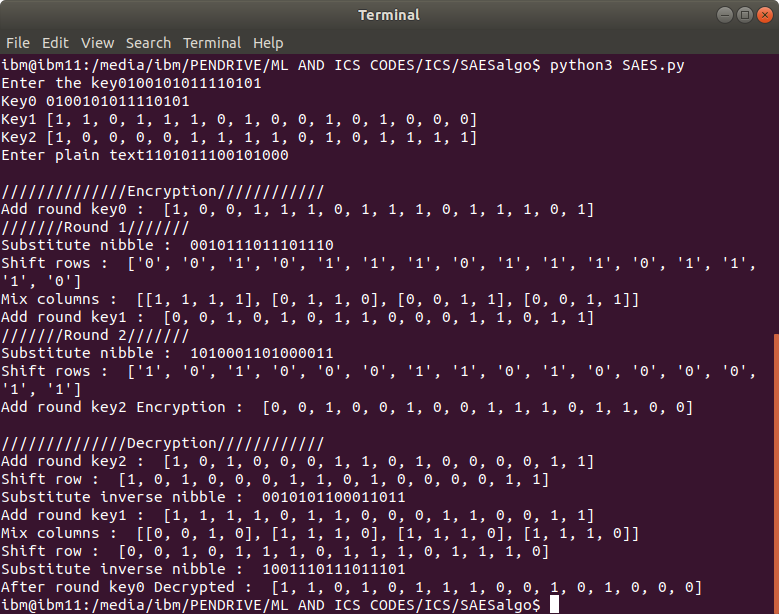 Terminal
File Edit View Search Terminal Help
ibm@ibm11:/media/ibm/PENDRIVE/ML AND ICS CODES/ICS/SAESalgo$ python3 SAES.py
Enter the key0100101011110101
Key0 0100101011110101
Key1 [1, 1, 0, 1, 1, 1, 0, 1, 0, 0, 1, 0, 1, 0, 0, 0]
Key2 [1, 0, 0, 0, 0, 1, 1, 1, 1, 0, 1, 0, 1, 1, 1, 1]
Enter plain text1101011100101000
//////////////Encryption////////////
Add round key0 :  [1, 0, 0, 1, 1, 1, 0, 1, 1, 1, 0, 1, 1, 1, 0, 1]
///////Round 1///////
Substitute nibble :  0010111011101110
Shift rows :  ['0', '0', '1', '0', '1', '1', '1', '0', '1', '1', '1', '0', '1', '1',
'1', '0']
Mix columns :  [[1, 1, 1, 1], [0, 1, 1, 0], [0, 0, 1, 1], [0, 0, 1, 1]]
Add round key1 :  [0, 0, 1, 0, 1, 0, 1, 1, 0, 0, 0, 1, 1, 0, 1, 1]
///////Round 2///////
Substitute nibble :  1010001101000011
Shift rows :  ['1', '0', '1', '0', '0', '0', '1', '1', '0', '1', '0', '0', '0', '0',
'1', '1']
Add round key2 Encryption :  [0, 0, 1, 0, 0, 1, 0, 0, 1, 1, 1, 0, 1, 1, 0, 0]
//////////////Decryption////////////
Add round key2 :  [1, 0, 1, 0, 0, 0, 1, 1, 0, 1, 0, 0, 0, 0, 1, 1]
Shift row :  [1, 0, 1, 0, 0, 0, 1, 1, 0, 1, 0, 0, 0, 0, 1, 1]
Substitute inverse nibble :  0010101100011011
Add round key1 :  [1, 1, 1, 1, 0, 1, 1, 0, 0, 0, 1, 1, 0, 0, 1, 1]
Mix columns :  [[0, 0, 1, 0], [1, 1, 1, 0], [1, 1, 1, 0], [1, 1, 1, 0]]
Shift row :  [0, 0, 1, 0, 1, 1, 1, 0, 1, 1, 1, 0, 1, 1, 1, 0]
Substitute inverse nibble :  1001110111011101
After round key0 Decrypted :  [1, 1, 0, 1, 0, 1, 1, 1, 0, 0, 1, 0, 1, 0, 0, 0]
ibm@ibm11:/media/ibm/PENDRIVE/ML AND ICS CODES/ICS/SAESalgo$